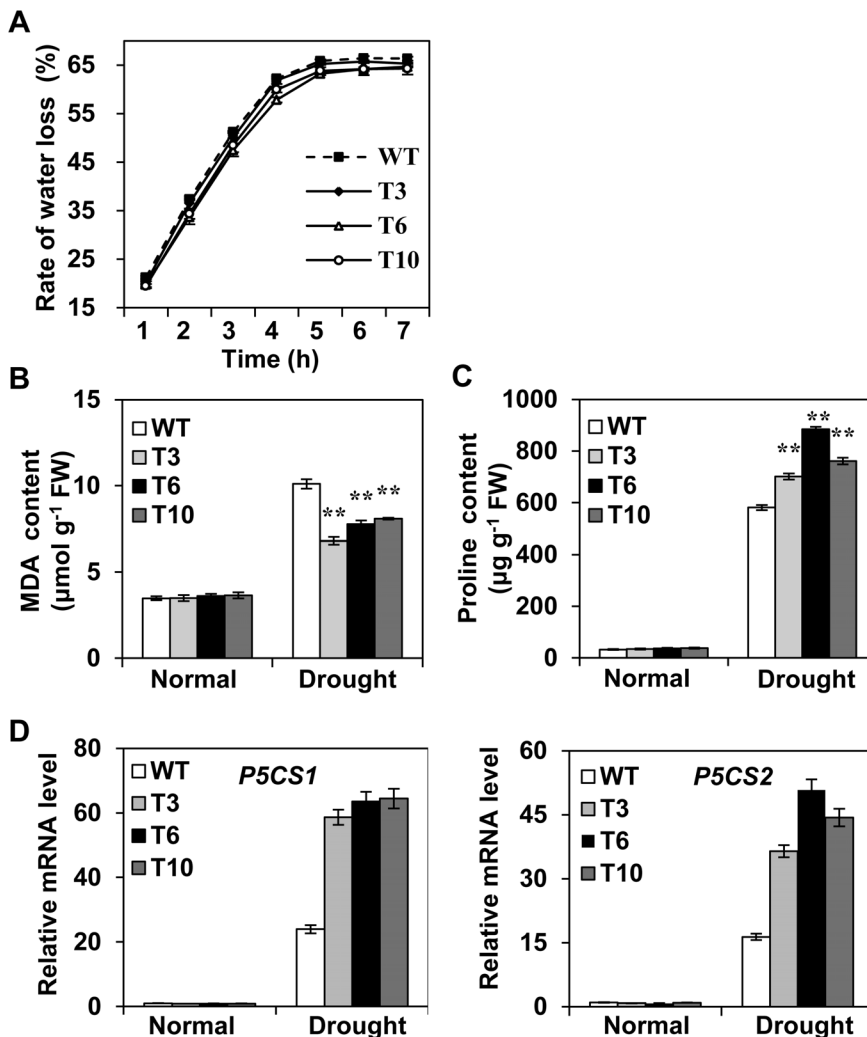 A
Rate of water loss (%)
65
55
45
35
25
15
WT
T3
T6
T10
1 2 3 4 5 6 7
Time (h)
B
MDA content
(µmol g-1 FW)
15
10
5
0
WT
T3
T6
T10
** ** **
Normal Drought
C
Proline content
(µg g-1 FW)
1000
800
600
400
200
0
WT
T3
T6
T10
** ** **
Normal Drought
D
Relative mRNA level
80
60
40
20
0
P5CS1
WT
T3
T6
T10
Normal Drought
Relative mRNA level
60
45
30
15
0
P5CS2
WT
T3
T6
T10
Normal Drought